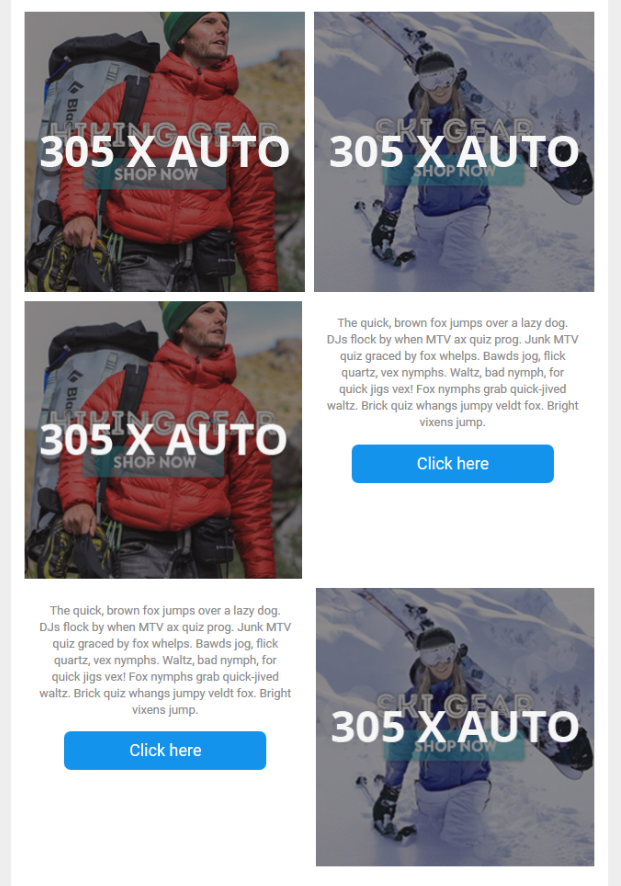 HIKING GEAR
305 X AUTO
SHOP NOW
SKI GEAR
305 X AUTO
SHOP NOW
Bla
HIKING GEAR
305 X AUTO
SHOP NOW
Bla
The quick, brown fox jumps over a lazy dog.
DJs flock by when MTV ax quiz prog. Junk MTV
quiz graced by fox whelps. Bawds jog, flick
quartz, vex nymphs. Waltz, bad nymph, for
quick jigs vex! Fox nymphs grab quick-jived
waltz. Brick quiz whangs jumpy veldt fox. Bright
vixens jump.
Click here
The quick, brown fox jumps over a lazy dog.
DJs flock by when MTV ax quiz prog. Junk MTV
quiz graced by fox whelps. Bawds jog, flick
quartz, vex nymphs. Waltz, bad nymph, for
quick jigs vex! Fox nymphs grab quick-jived
waltz. Brick quiz whangs jumpy veldt fox. Bright
vixens jump.
Click here
SKI GEAR
305 X AUTO
SHOP NOW